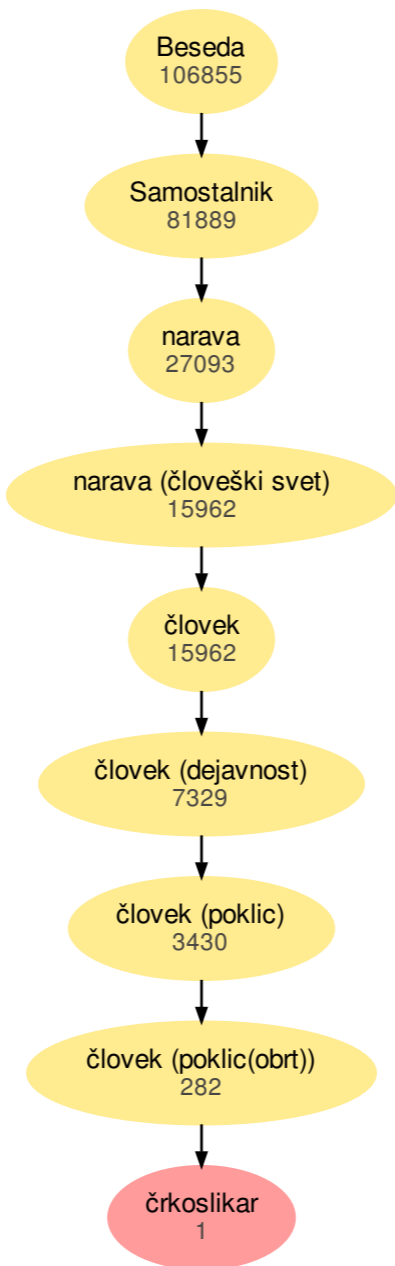 Beseda
106855
Samostalnik
81889
narava
27093
narava (človeški svet)
15962
človek
15962
človek (dejavnost)
7329
človek (poklic)
3430
človek (poklic(obrt))
282
črkoslikar
1